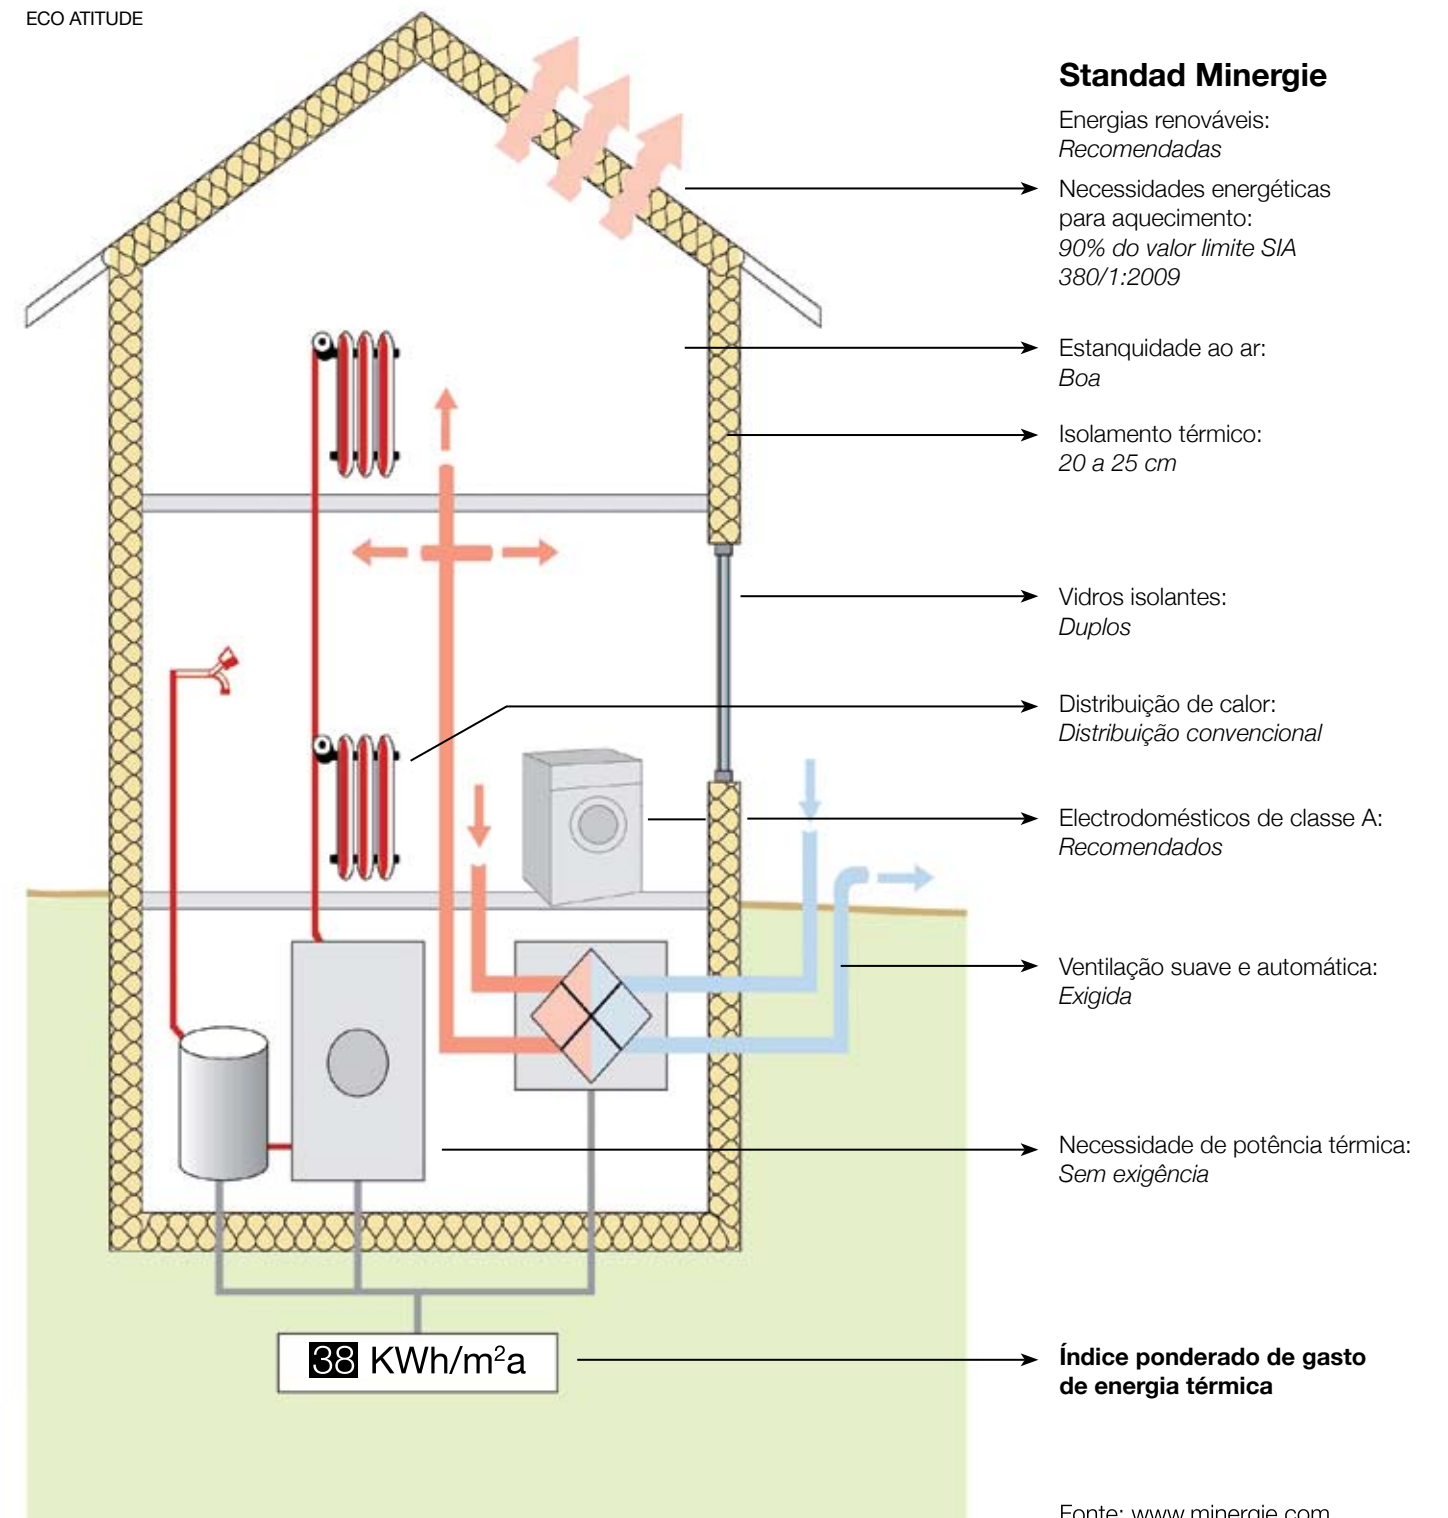 ECO ATITUDE
Standad Minergie
Energias renováveis:
Recomendadas
Necessidades energéticas
para aquecimento:
90% do valor limite SIA
380/1:2009
Estanquidade ao ar:
Boa
Isolamento térmico:
20 a 25 cm
Vidros isolantes:
Duplos
Distribuição de calor:
Distribuição convencional
Electrodomésticos de classe A:
Recomendados
Ventilação suave e automática:
Exigida
Necessidade de potência térmica:
Sem exigência
38 KWh/m²a
Índice ponderado de gasto
de energia térmica
Fonte: www.minergie.com